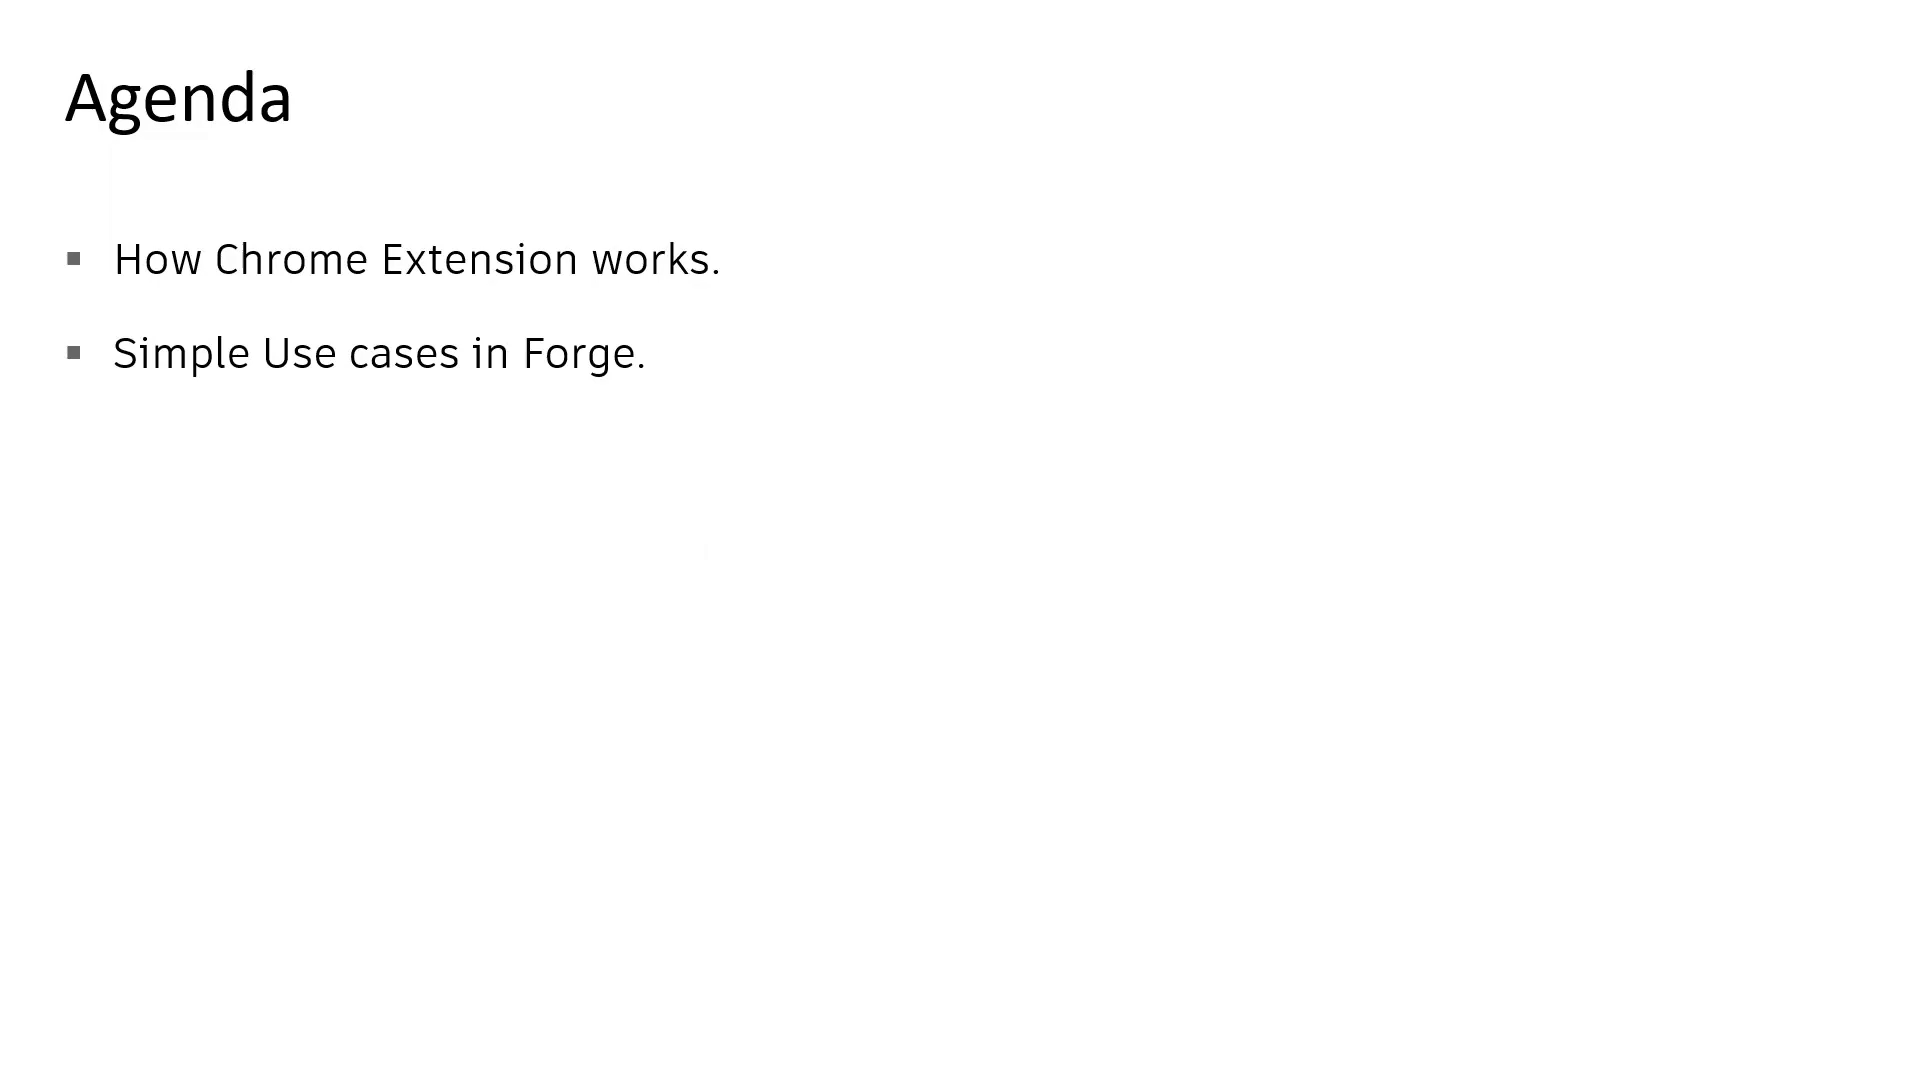 Agenda
▪ How Chrome Extension works.
▪ Simple Use cases in Forge.